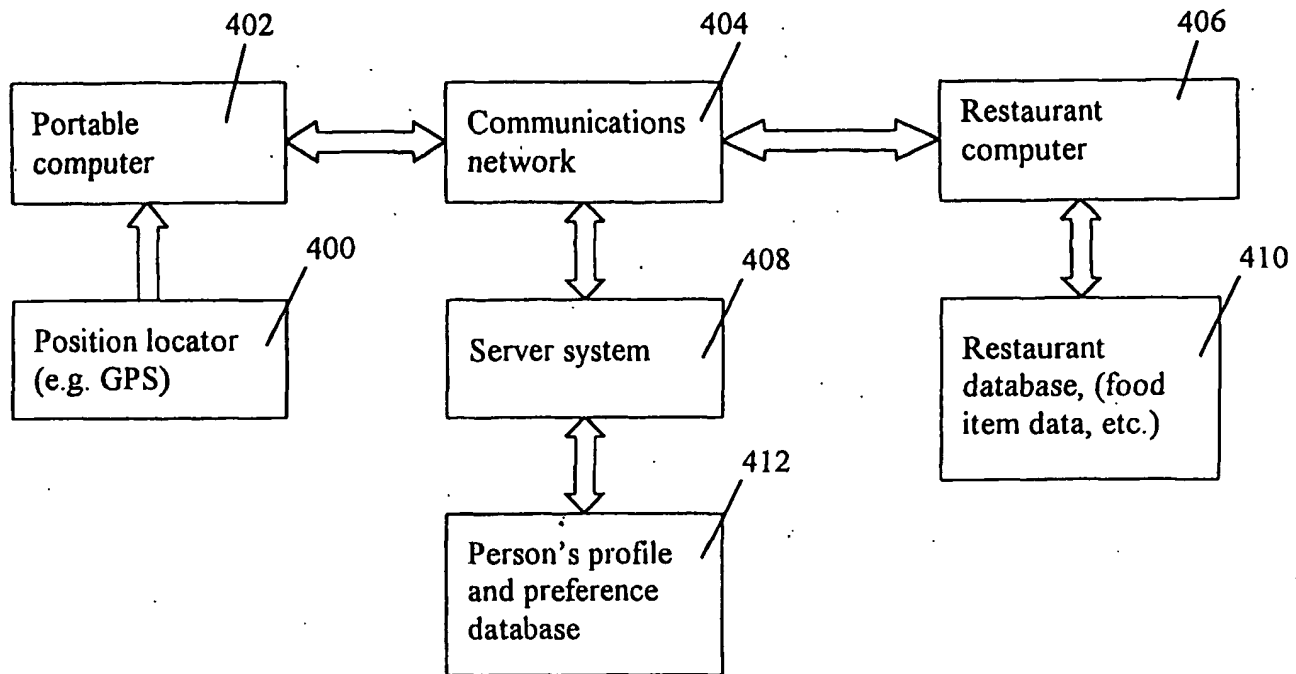 402
404
406
Portable
computer
Communications
network
Restaurant
computer
400
408
410
Position locator
(e.g. GPS)
Server system
Restaurant
database, (food
item data, etc.)
412
Person's profile
and preference
database